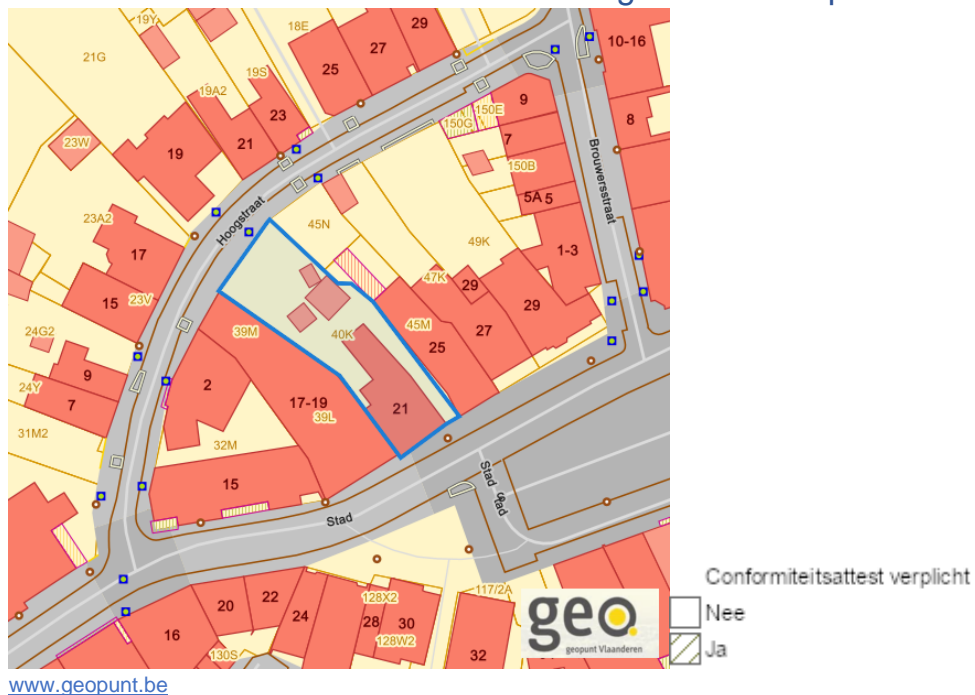 19Y
18E
29
27
10-16
21G
25
19S
19A2
23
150E
9
150G
8
23W
19
21
7
150B
Brouwersstraat
5A 5
Hoogstraat
23A2
45N
17
49K
1-3
15
23V
47K
29
29
24G2
39M
40K
45M
27
25
9
24Y
7
2
17-19
21
39L
31M2
32M
15
Stad
Stad
Stad
Conformiteitsattest verplicht
Nee
Ja
117/2A
128X2
20
22
24
28
30
128W2
16
130S
32
geo
geopunt Vlaanderen
www.geopunt.be